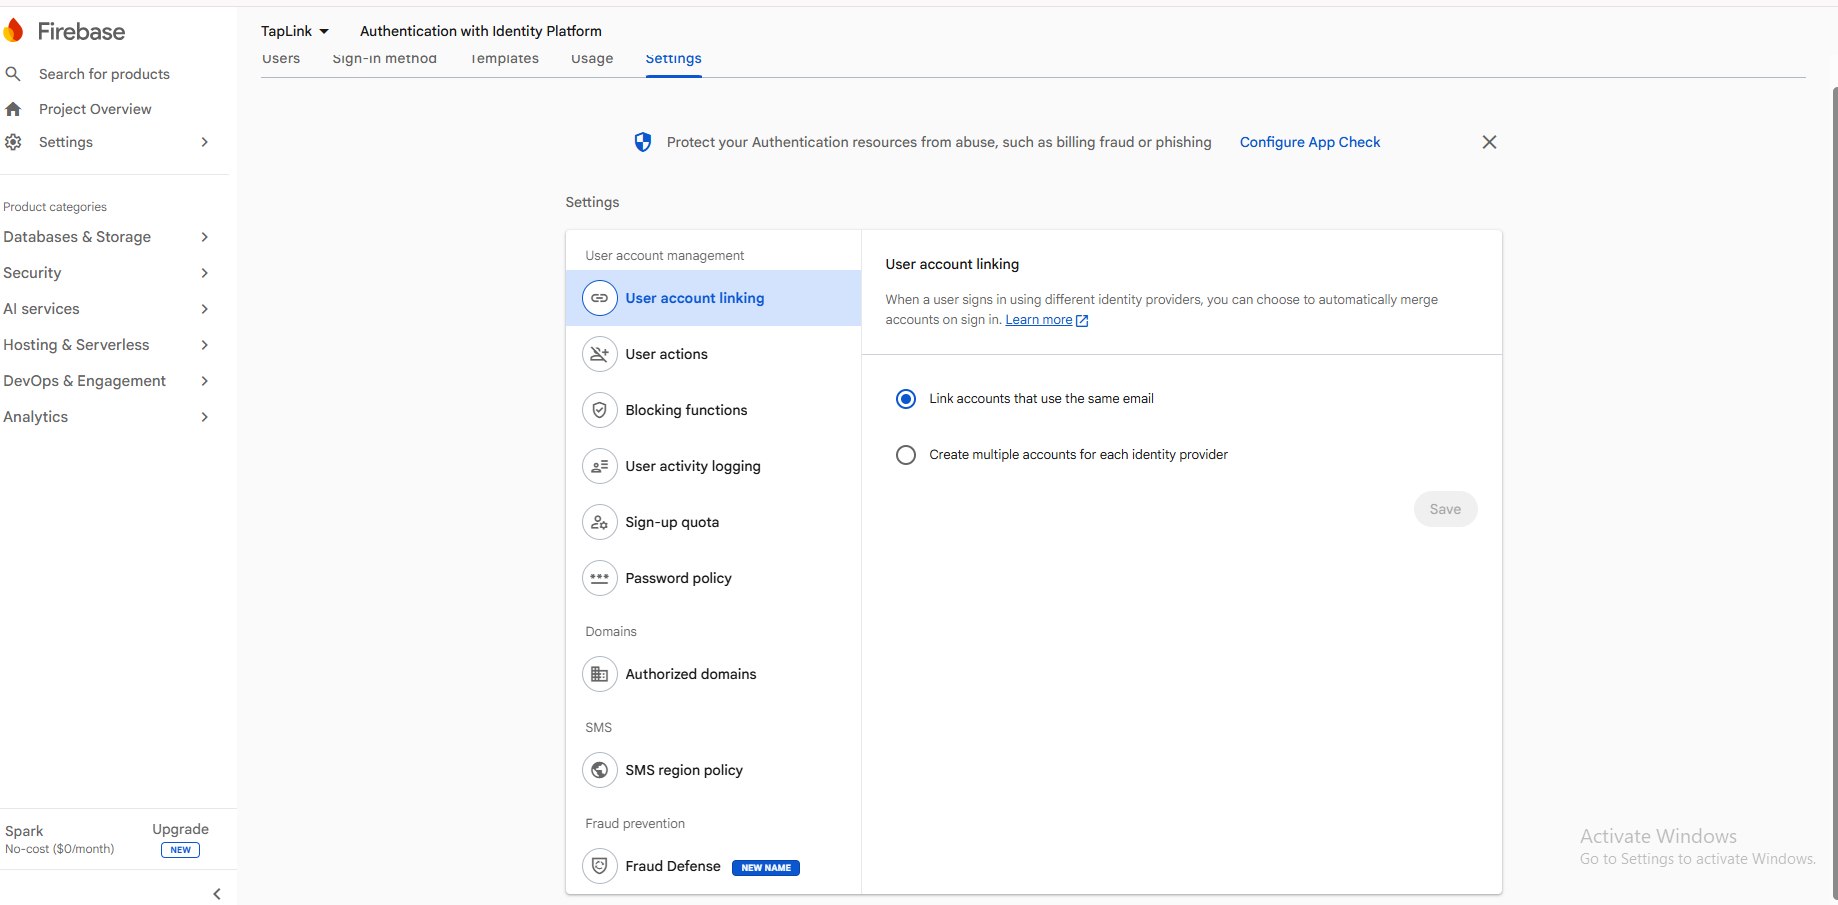 Firebase
Search for products
Project Overview
Settings
Product categories
Databases & Storage
Security
AI services
Hosting & Serverless
DevOps & Engagement
Analytics
Spark
No-cost ($0/month)
Upgrade
NEW
TapLink
Authentication with Identity Platform
Users
Sign-in method
Templates
Usage
Settings
Protect your Authentication resources from abuse, such as billing fraud or phishing
Configure App Check
Settings
User account management
User account linking
User actions
Blocking functions
User activity logging
Sign-up quota
Password policy
Domains
Authorized domains
SMS
SMS region policy
Fraud prevention
Fraud Defense NEW NAME
User account linking
When a user signs in using different identity providers, you can choose to automatically merge
accounts on sign in. Learn more
Link accounts that use the same email
Create multiple accounts for each identity provider
Save
Activate Windows
Go to Settings to activate Windows.